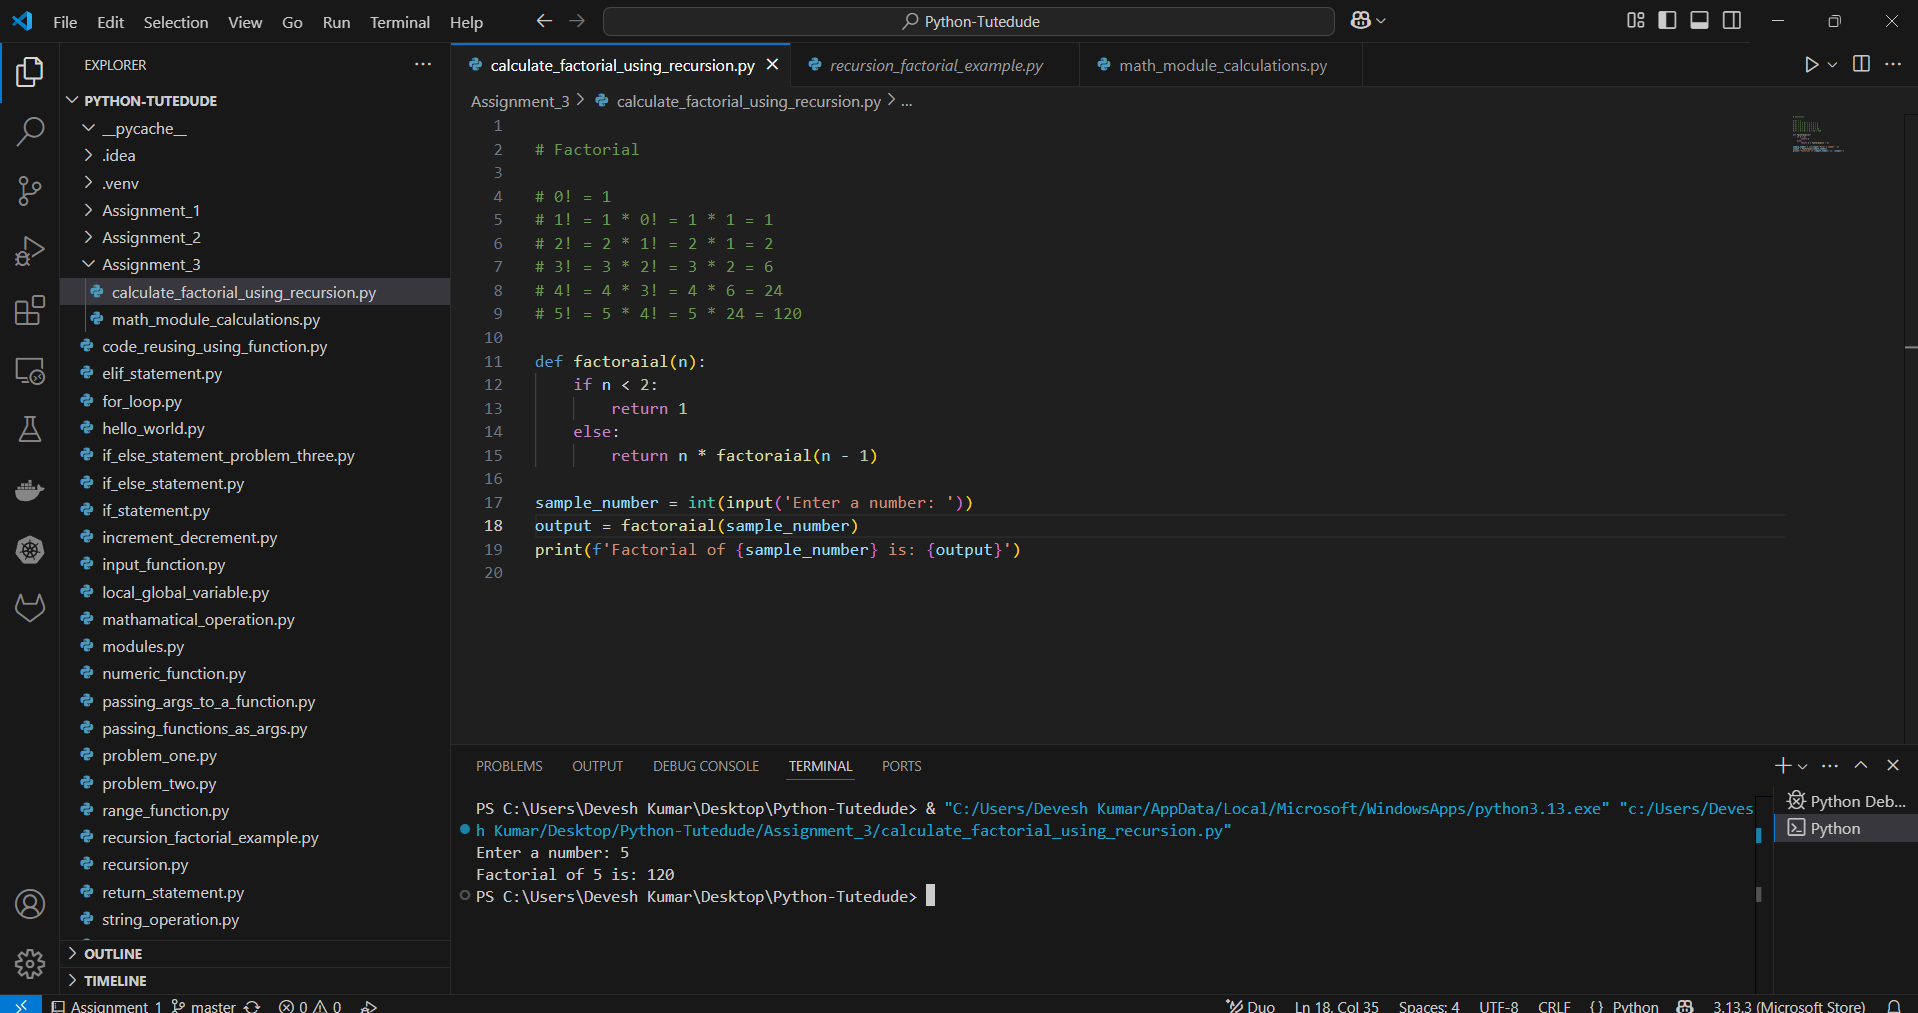 File Edit Selection View Go Run Terminal Help
Python-Tutedude
EXPLORER
PYTHON-TUTEDUDE
__pycache__
.idea
.venv
Assignment_1
Assignment_2
Assignment_3
calculate_factorial_using_recursion.py
math_module_calculations.py
code_reusing_using_function.py
elif_statement.py
for_loop.py
hello_world.py
if_else_statement_problem_three.py
if_else_statement.py
if_statement.py
increment_decrement.py
input_function.py
local_global_variable.py
mathamatical_operation.py
modules.py
numeric_function.py
passing_args_to_a_function.py
passing_functions_as_args.py
problem_one.py
problem_two.py
range_function.py
recursion_factorial_example.py
recursion.py
return_statement.py
string_operation.py
OUTLINE
TIMELINE
calculate_factorial_using_recursion.py recursion_factorial_example.py math_module_calculations.py
Assignment_3 > calculate_factorial_using_recursion.py > ...
1
2 # Factorial
3
4 # 0! = 1
5 # 1! = 1 * 0! = 1 * 1 = 1
6 # 2! = 2 * 1! = 2 * 1 = 2
7 # 3! = 3 * 2! = 3 * 2 = 6
8 # 4! = 4 * 3! = 4 * 6 = 24
9 # 5! = 5 * 4! = 5 * 24 = 120
10
11 def factoraial(n):
12 if n < 2:
13 return 1
14 else:
15 return n * factoraial(n - 1)
16
17 sample_number = int(input('Enter a number: '))
18 output = factoraial(sample_number)
19 print(f'Factorial of {sample_number} is: {output}')
20
PROBLEMS OUTPUT DEBUG CONSOLE TERMINAL PORTS
PS C:\Users\Devesh Kumar\Desktop\Python-Tutedude> & "C:/Users/Devesh Kumar/AppData/Local/Microsoft/WindowsApps/python3.13.exe" "c:/Users/Deves
h Kumar/Desktop/Python-Tutedude/Assignment_3/calculate_factorial_using_recursion.py"
Enter a number: 5
Factorial of 5 is: 120
PS C:\Users\Devesh Kumar\Desktop\Python-Tutedude>
Python Deb...
Python
Assignment_1 master 0 0 Duo Ln 18, Col 35 Spaces: 4 UTF-8 CRLF {} Python 3.13.3 (Microsoft Store)